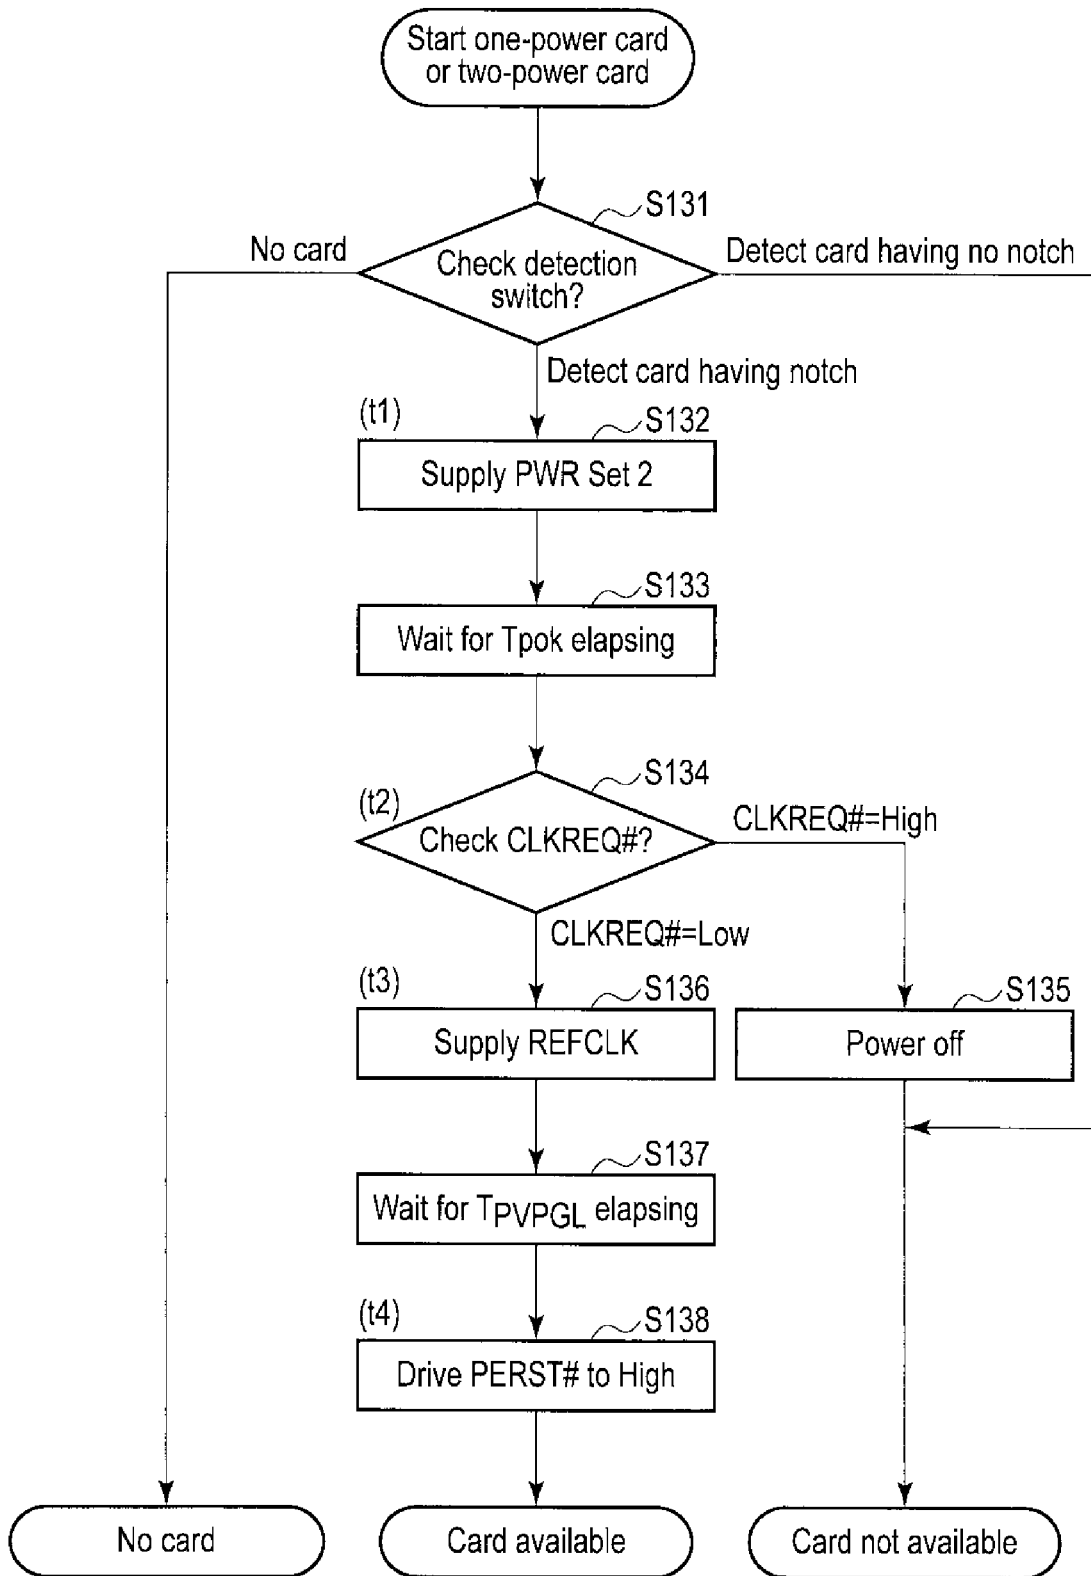 Start one-power card
or two-power card
S131
No card
Detect card having no notch
Check detection
switch?
Detect card having notch
(t1)
S132
Supply PWR Set 2
S133
Wait for Tpok elapsing
S134
(t2)
CLKREQ#=High
Check CLKREQ#?
CLKREQ#=Low
(t3)
S136
S135
Supply REFCLK
Power off
S137
Wait for TPVPGL elapsing
(t4)
S138
Drive PERST# to High
No card
Card available
Card not available